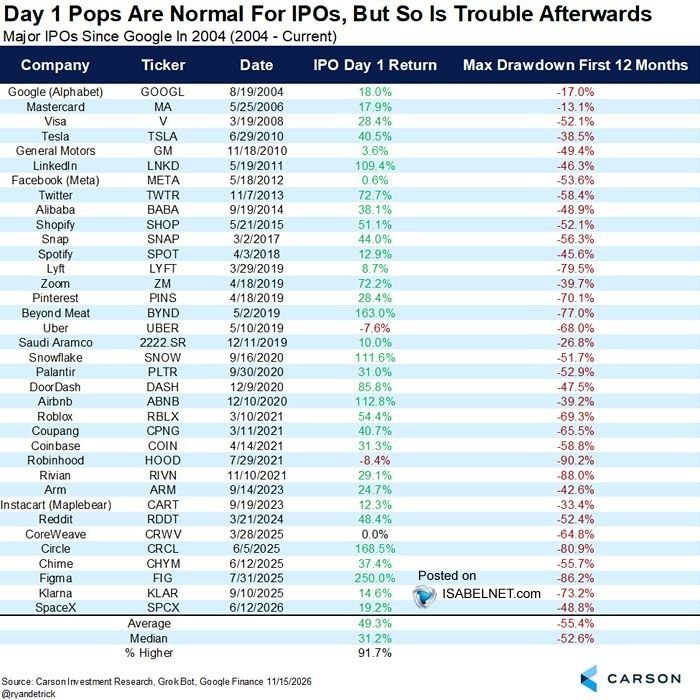 Day 1 Pops Are Normal For IPOs, But So Is Trouble Afterwards
Major IPOs Since Google In 2004 (2004 - Current)
Company Ticker Date IPO Day 1 Return Max Drawdown First 12 Months
Google (Alphabet) GOOGL 8/19/2004 18.0% -17.0%
Mastercard MA 5/25/2006 17.9% -13.1%
Visa V 3/19/2008 28.4% -52.1%
Tesla TSLA 6/29/2010 40.5% -38.5%
General Motors GM 11/18/2010 3.6% -49.4%
LinkedIn LNKD 5/19/2011 109.4% -46.3%
Facebook (Meta) META 5/18/2012 0.6% -53.6%
Twitter TWTR 11/7/2013 72.7% -58.4%
Alibaba BABA 9/19/2014 38.1% -48.9%
Shopify SHOP 5/21/2015 51.1% -52.1%
Snap SNAP 3/2/2017 44.0% -56.3%
Spotify SPOT 4/3/2018 12.9% -45.6%
Lyft LYFT 3/29/2019 8.7% -79.5%
Zoom ZM 4/18/2019 72.2% -39.7%
Pinterest PINS 4/18/2019 28.4% -70.1%
Beyond Meat BYND 5/2/2019 163.0% -77.0%
Uber UBER 5/10/2019 -7.6% -68.0%
Saudi Aramco 2222.SR 12/11/2019 10.0% -26.8%
Snowflake SNOW 9/16/2020 111.6% -51.7%
Palantir PLTR 9/30/2020 31.0% -52.9%
DoorDash DASH 12/9/2020 85.8% -47.5%
Airbnb ABNB 12/10/2020 112.8% -39.2%
Roblox RBLX 3/10/2021 54.4% -69.3%
Coupang CPNG 3/11/2021 40.7% -65.5%
Coinbase COIN 4/14/2021 31.3% -58.8%
Robinhood HOOD 7/29/2021 -8.4% -90.2%
Rivian RIVN 11/10/2021 29.1% -88.0%
Arm ARM 9/14/2023 24.7% -42.6%
Instacart (Maplebear) CART 9/19/2023 12.3% -33.4%
Reddit RDDT 3/21/2024 48.4% -52.4%
CoreWeave CRWV 3/28/2025 0.0% -64.8%
Circle CRCL 6/5/2025 168.5% -80.9%
Chime CHYM 6/12/2025 37.4% -55.7%
Figma FIG 7/31/2025 250.0% -86.2%
Klarna KLAR 9/10/2025 14.6% -73.2%
SpaceX SPCX 6/12/2026 19.2% -48.8%
Average 49.3% -55.4%
Median 31.2% -52.6%
% Higher 91.7%
Posted on
ISABELNET.com
Source: Carson Investment Research, Grok Bot, Google Finance 11/15/2026
@ryandetrick
CARSON